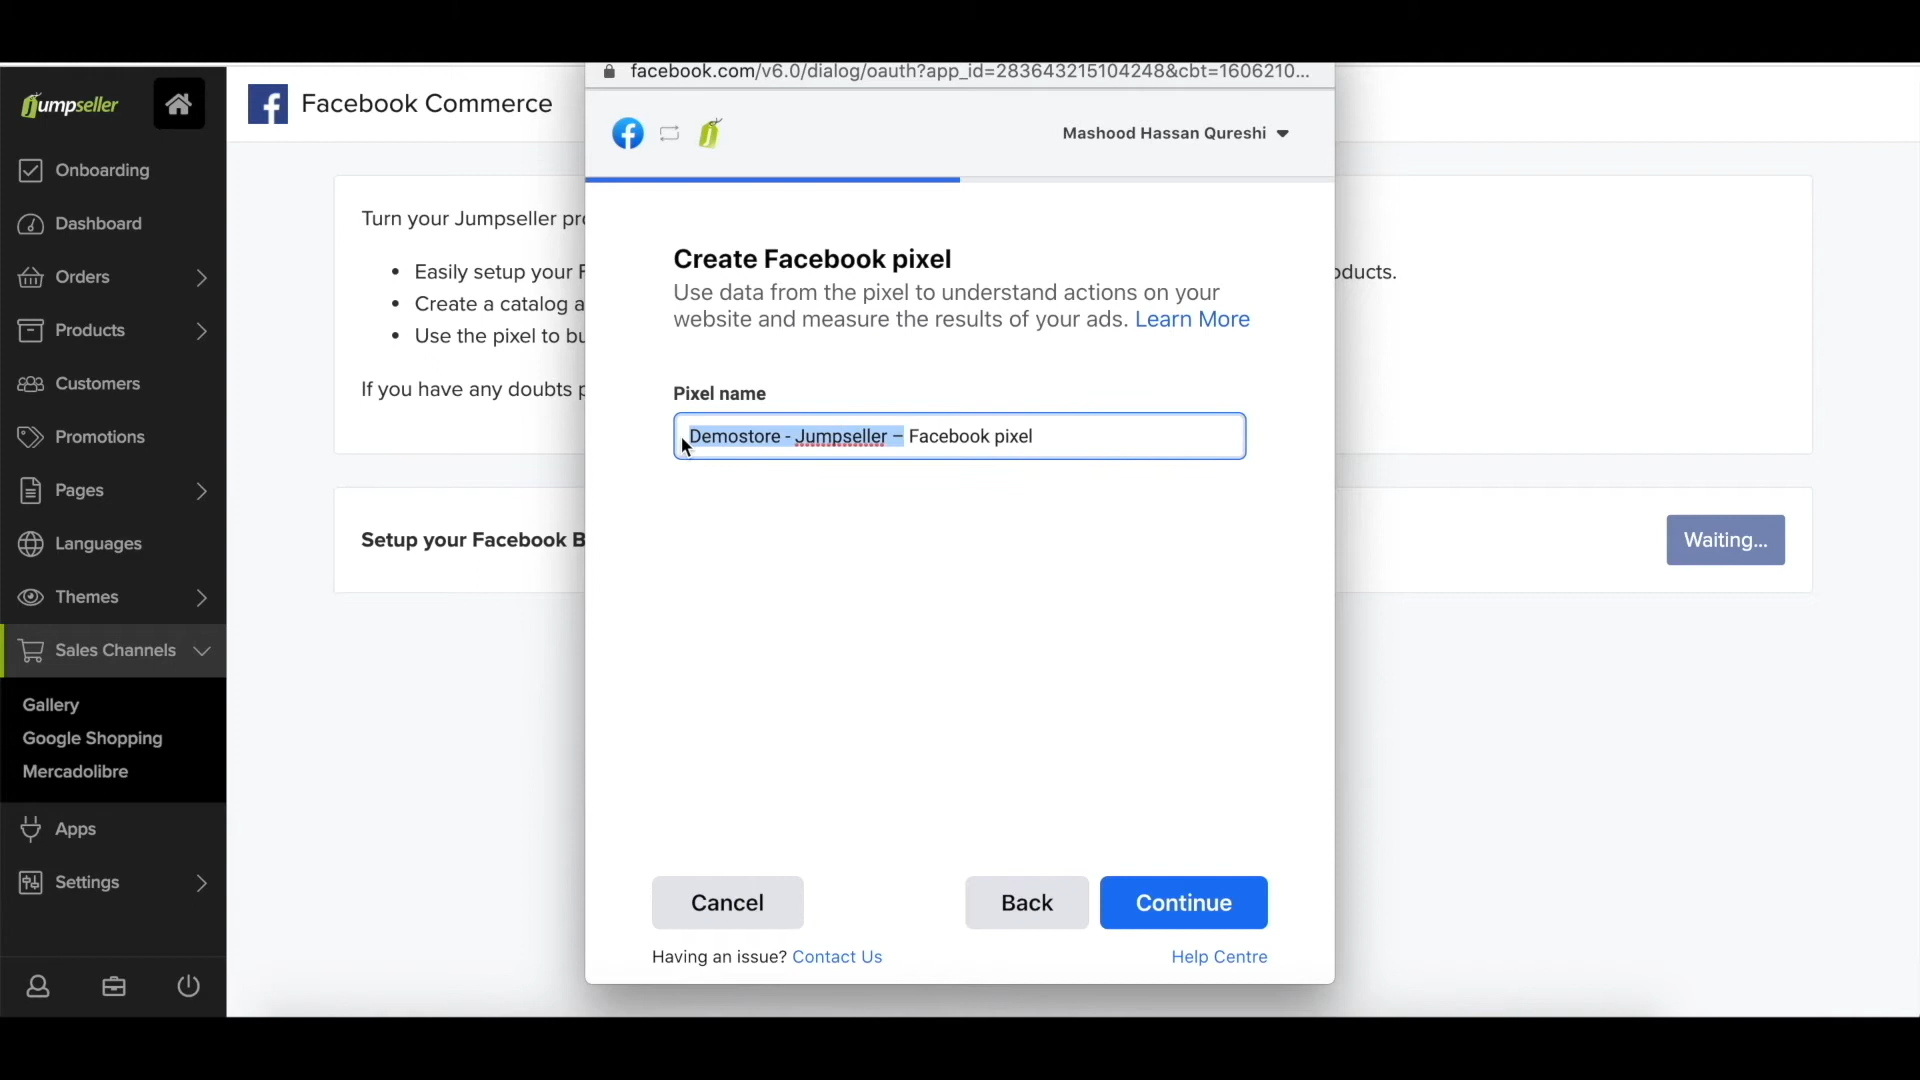 facebook.com/v6.0/dialog/oauth?app_id=283643215104248&cbt=1606210...
jumpseller
Facebook Commerce
Mashood Hassan Qureshi
Onboarding
Dashboard
Orders
Products
Customers
Promotions
Pages
Languages
Themes
Sales Channels
Gallery
Google Shopping
Mercadolibre
Apps
Settings
Turn your Jumpseller pro
• Easily setup your F
oducts.
• Create a catalog a
• Use the pixel to bu
If you have any doubts p
Setup your Facebook B
Waiting...
Create Facebook pixel
Use data from the pixel to understand actions on your
website and measure the results of your ads. Learn More
Pixel name
Demostore - Jumpseller – Facebook pixel
Cancel
Back
Continue
Having an issue? Contact Us
Help Centre